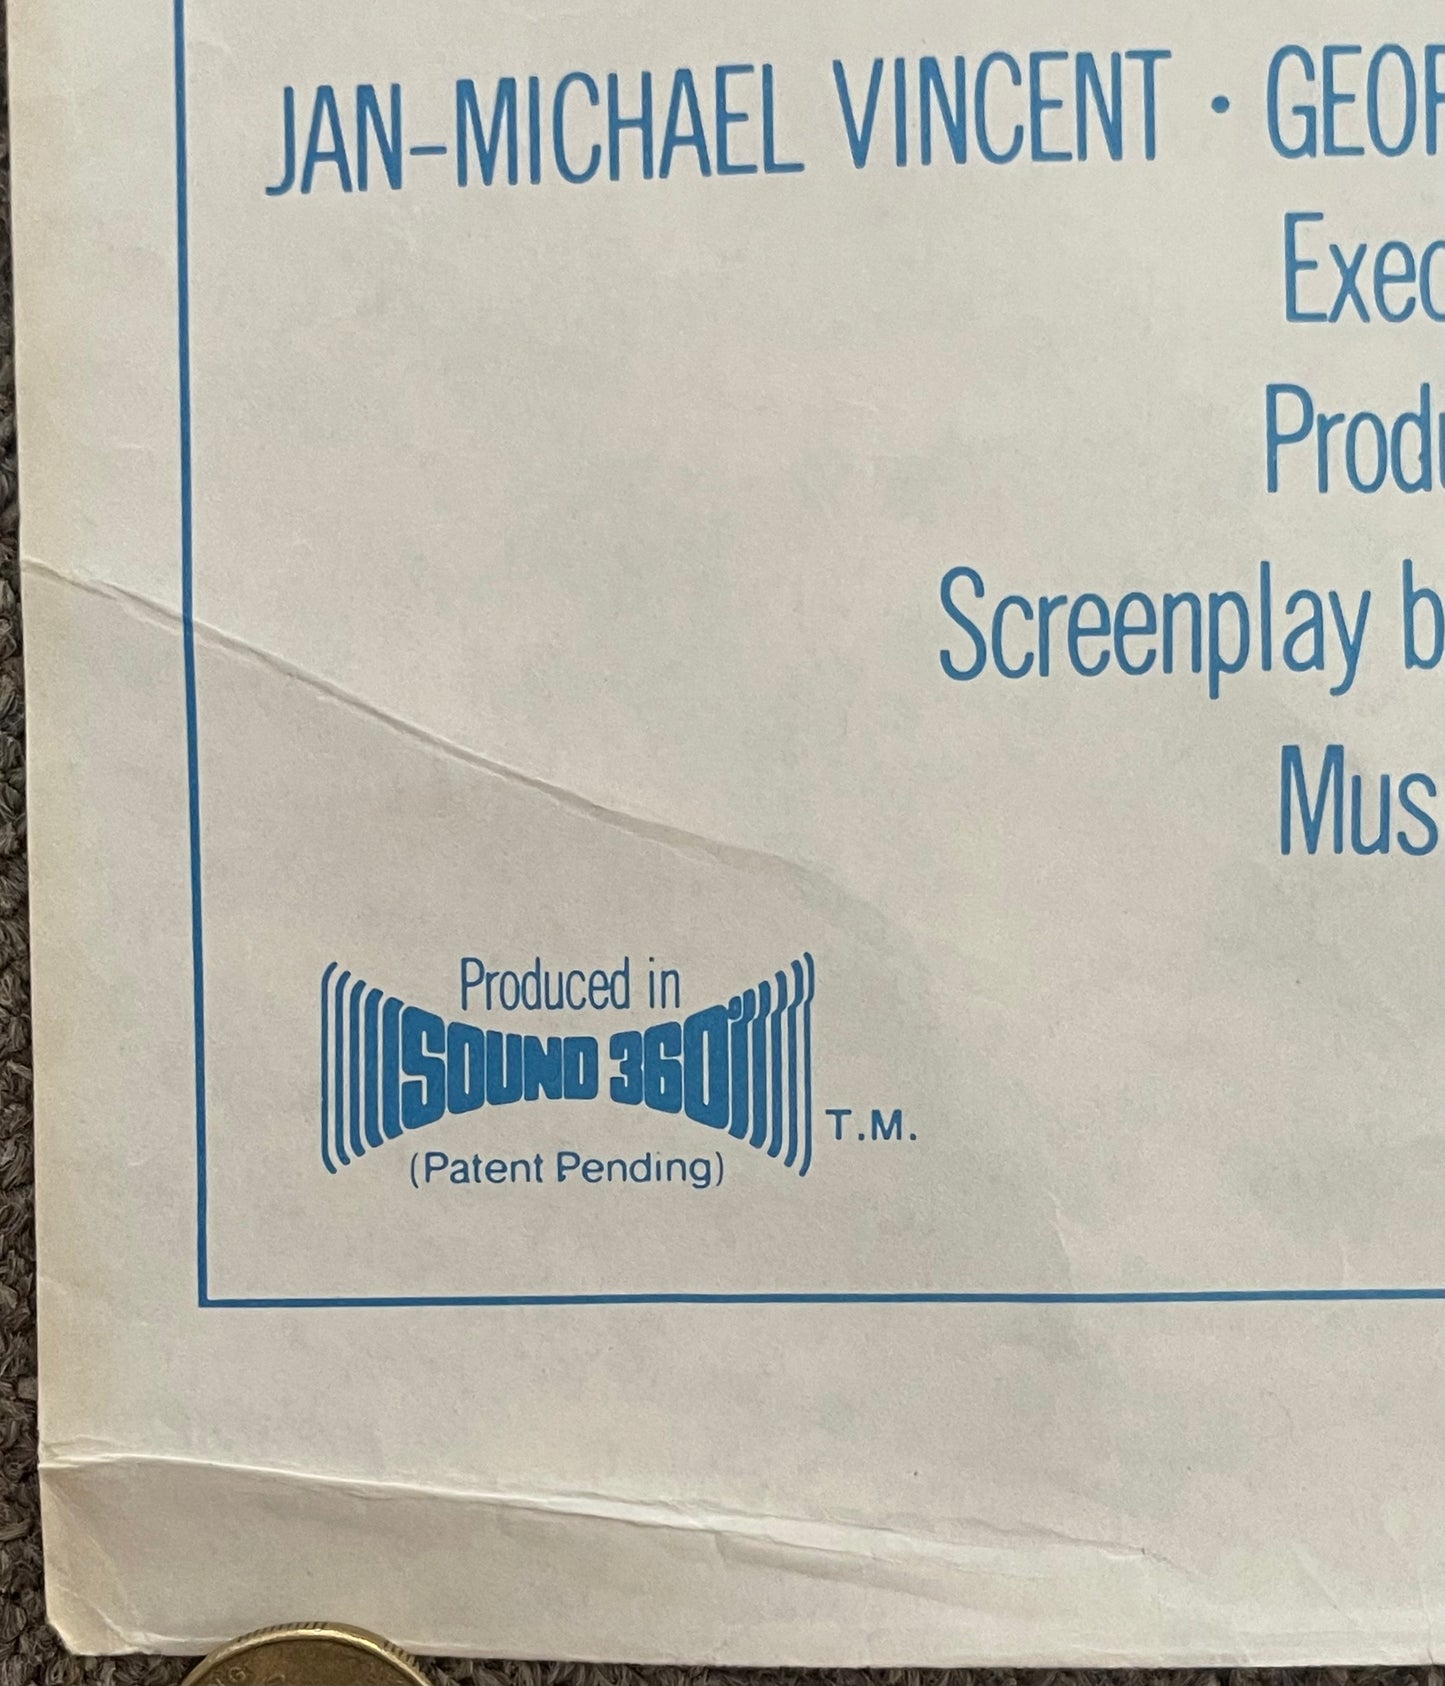 JAN-MICHAEL VINCENT · GEOR
Exec
Produ
Screenplay b
Mus
Produced in
SOUND 360°
T.M.
(Patent Pending)